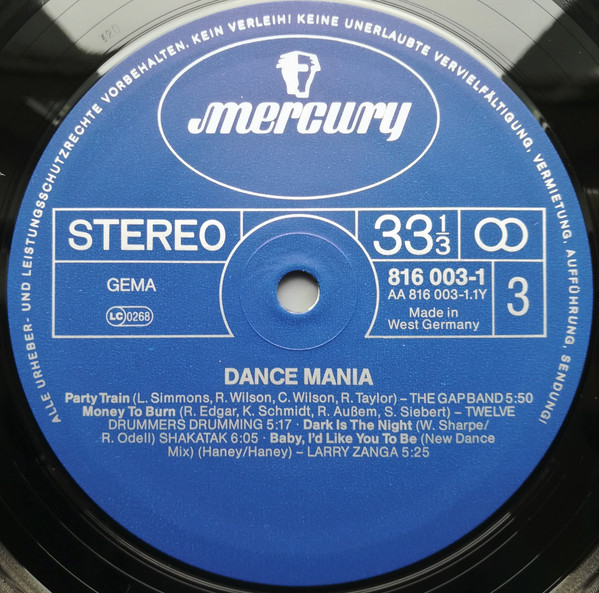 ALLE URHEBER- UND LEISTUNGSSCHUTZRECHTE VORBEHALTEN. KEIN VERLEIH! KEINE UNERLAUBTE VERVIELFÄLTIGUNG, VERMIETUNG, AUFFÜHRUNG, SENDUNG!
mercury
STEREO
33 1/3
GEMA
LC 0268
816 003-1
AA 816 003-1.1Y
Made in
West Germany
3
DANCE MANIA
Party Train (L. Simmons, R. Wilson, C. Wilson, R. Taylor) – THE GAP BAND 5:50
Money To Burn (R. Edgar, K. Schmidt, R. Außem, S. Siebert) – TWELVE
DRUMMERS DRUMMING 5:17 · Dark Is The Night (W. Sharpe/
R. Odell) SHAKATAK 6:05 · Baby, I'd Like You To Be (New Dance
Mix) (Haney/Haney) – LARRY ZANGA 5:25